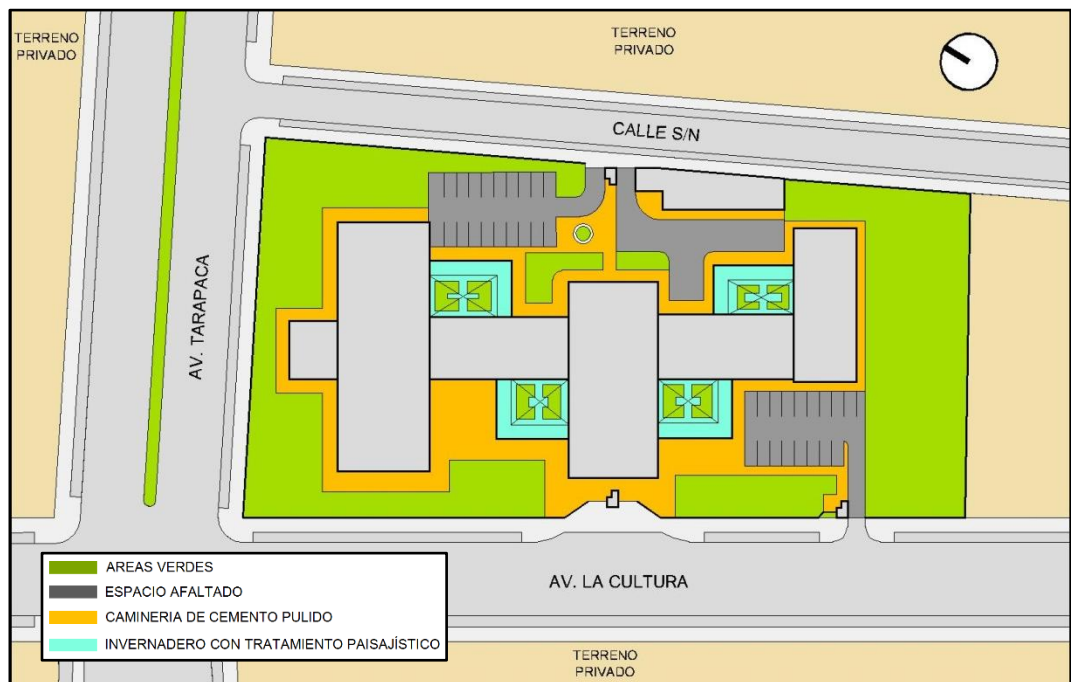 TERRENO
PRIVADO
TERRENO
PRIVADO
CALLE S/N
AV. TARAPACA
AV. LA CULTURA
AREAS VERDES
ESPACIO AFALTADO
CAMINERIA DE CEMENTO PULIDO
INVERNADERO CON TRATAMIENTO PAISAJÍSTICO
TERRENO
PRIVADO